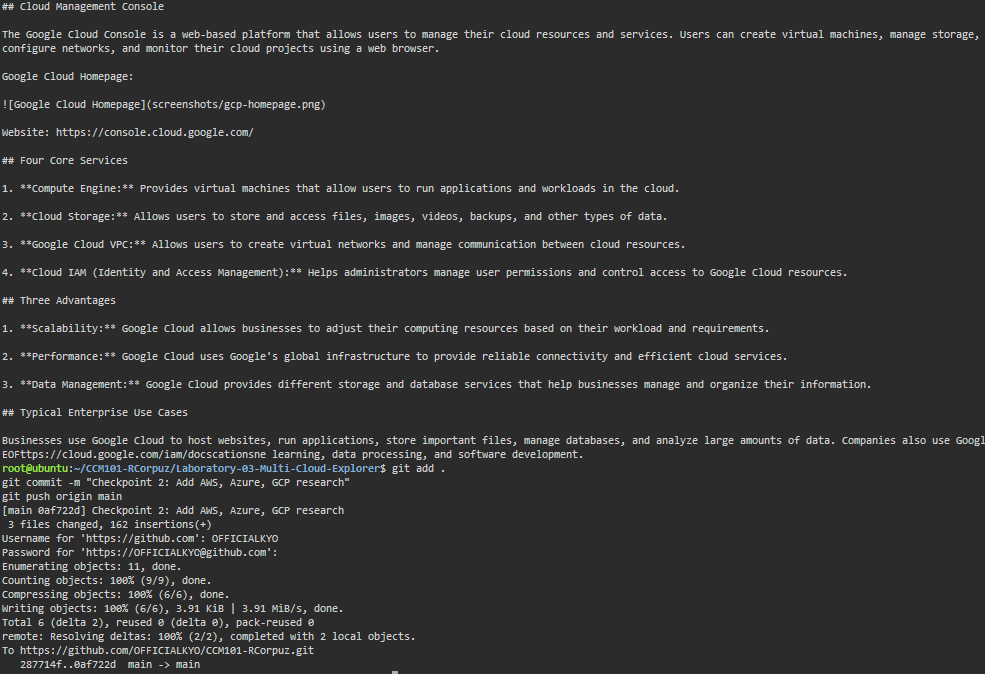 ## Cloud Management Console
The Google Cloud Console is a web-based platform that allows users to manage their cloud resources and services. Users can create virtual machines, manage storage,
configure networks, and monitor their cloud projects using a web browser.
Google Cloud Homepage:
![Google Cloud Homepage](screenshots/gcp-homepage.png)
Website: https://console.cloud.google.com/
## Four Core Services
1. **Compute Engine:** Provides virtual machines that allow users to run applications and workloads in the cloud.
2. **Cloud Storage:** Allows users to store and access files, images, videos, backups, and other types of data.
3. **Google Cloud VPC:** Allows users to create virtual networks and manage communication between cloud resources.
4. **Cloud IAM (Identity and Access Management):** Helps administrators manage user permissions and control access to Google Cloud resources.
## Three Advantages
1. **Scalability:** Google Cloud allows businesses to adjust their computing resources based on their workload and requirements.
2. **Performance:** Google Cloud uses Google's global infrastructure to provide reliable connectivity and efficient cloud services.
3. **Data Management:** Google Cloud provides different storage and database services that help businesses manage and organize their information.
## Typical Enterprise Use Cases
Businesses use Google Cloud to host websites, run applications, store important files, manage databases, and analyze large amounts of data. Companies also use Googl
EOFttps://cloud.google.com/iam/docscationsne learning, data processing, and software development.
root@ubuntu:~/CCM101-RCorpuz/Laboratory-03-Multi-Cloud-Explorer$ git add .
git commit -m "Checkpoint 2: Add AWS, Azure, GCP research"
git push origin main
[main 0af722d] Checkpoint 2: Add AWS, Azure, GCP research
3 files changed, 162 insertions(+)
Username for 'https://github.com': OFFICIALKYO
Password for 'https://OFFICIALKYO@github.com':
Enumerating objects: 11, done.
Counting objects: 100% (9/9), done.
Compressing objects: 100% (6/6), done.
Writing objects: 100% (6/6), 3.91 KiB | 3.91 MiB/s, done.
Total 6 (delta 2), reused 0 (delta 0), pack-reused 0
remote: Resolving deltas: 100% (2/2), completed with 2 local objects.
To https://github.com/OFFICIALKYO/CCM101-RCorpuz.git
287714f..0af722d  main -> main